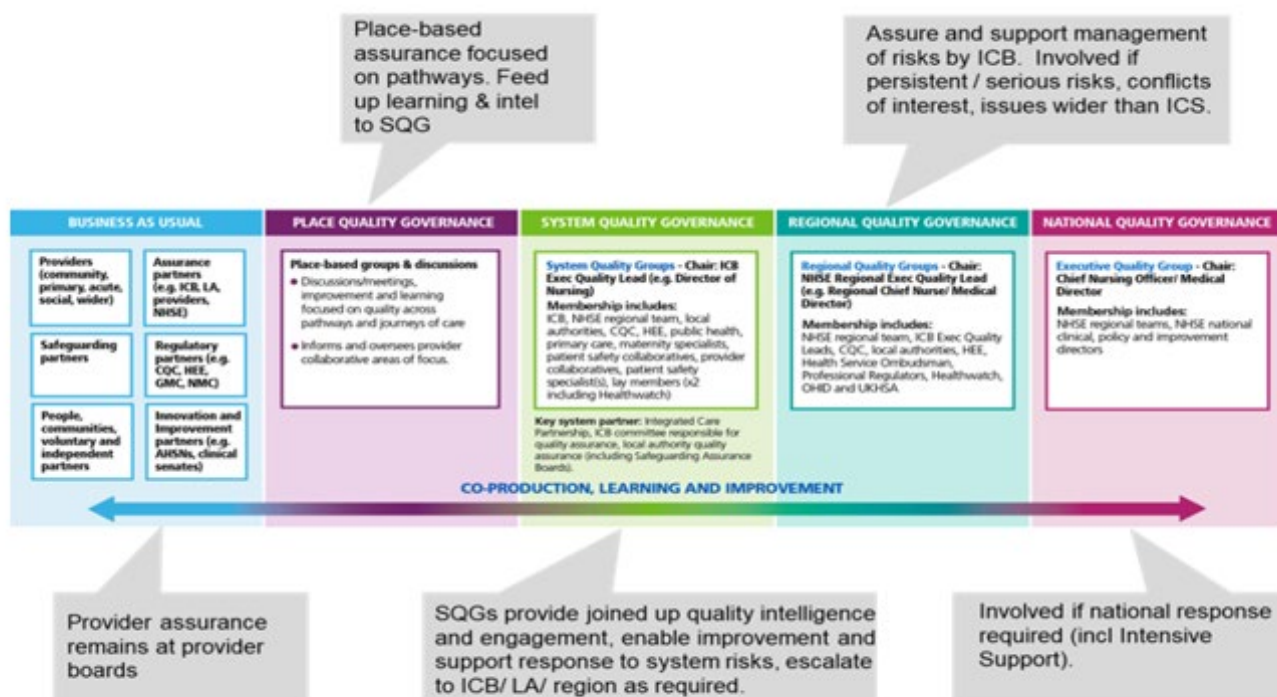 Place-based
assurance focused
on pathways. Feed
up learning & intel
to SQG
Assure and support management
of risks by ICB. Involved if
persistent / serious risks, conflicts
of interest, issues wider than ICS.
BUSINESS AS USUAL
Providers
(community,
primary, acute,
social, wider)
Assurance
partners
(e.g. ICB, LA,
providers,
NHSE)
Safeguarding
partners
Regulatory
partners (e.g.
CQC, HEE,
GMC, NMC)
People,
communities,
voluntary and
independent
partners
Innovation and
Improvement
partners (e.g.
AHSNs, clinical
senates)
PLACE QUALITY GOVERNANCE
Place-based groups & discussions
• Discussions/meetings,
improvement and learning
focused on quality across
pathways and journeys of care
• Informs and oversees provider
collaborative areas of focus.
SYSTEM QUALITY GOVERNANCE
System Quality Groups - Chair: ICB
Exec Quality Lead (e.g. Director of
Nursing)
Membership includes:
ICB, NHSE regional team, local
authorities, CQC, HEE, public health,
primary care, maternity specialists,
patient safety collaboratives, provider
collaboratives, patient safety
specialist(s), lay members (x2
including Healthwatch)
Key system partner: Integrated Care
Partnership, ICB committee responsible for
quality assurance, local authority quality
assurance (including Safeguarding Assurance
Boards).
REGIONAL QUALITY GOVERNANCE
Regional Quality Groups - Chair:
NHSE Regional Exec Quality Lead
(e.g. Regional Chief Nurse/ Medical
Director)
Membership includes:
NHSE regional team, ICB Exec Quality
Leads, CQC, local authorities, HEE,
Health Service Ombudsman,
Professional Regulators, Healthwatch,
OHID and UKHSA
NATIONAL QUALITY GOVERNANCE
Executive Quality Group - Chair:
Chief Nursing Officer/ Medical
Director
Membership includes:
NHSE regional teams, NHSE national
clinical, policy and improvement
directors
CO-PRODUCTION, LEARNING AND IMPROVEMENT
Provider assurance
remains at provider
boards
SQGs provide joined up quality intelligence
and engagement, enable improvement and
support response to system risks, escalate
to ICB/ LA/ region as required.
Involved if national response
required (incl Intensive
Support).